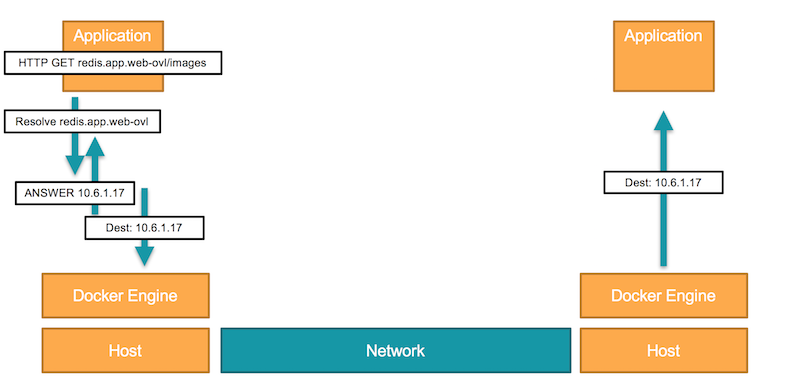 Application
HTTP GET redis.app.web-ovl/images
Resolve redis.app.web-ovl
ANSWER 10.6.1.17
Dest: 10.6.1.17
Docker Engine
Host
Network
Application
Dest: 10.6.1.17
Docker Engine
Host